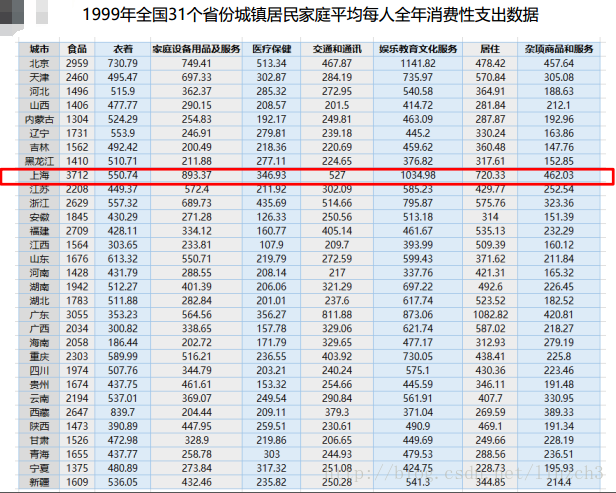 1999年全国31个省份城镇居民家庭平均每人全年消费性支出数据
城市 食品 衣着 家庭设备用品及服务 医疗保健 交通和通讯 娱乐教育文化服务 居住 杂项商品和服务
北京 2959 730.79 749.41 513.34 467.87 1141.82 478.42 457.64
天津 2460 495.47 697.33 302.87 284.19 735.97 570.84 305.08
河北 1496 515.9 362.37 285.32 272.95 540.58 364.91 188.63
山西 1406 477.77 290.15 208.57 201.5 414.72 281.84 212.1
内蒙古 1304 524.29 254.83 192.17 249.81 463.09 287.87 192.96
辽宁 1731 553.9 246.91 279.81 239.18 445.2 330.24 163.86
吉林 1562 492.42 200.49 218.36 220.69 459.62 360.48 147.76
黑龙江 1410 510.71 211.88 277.11 224.65 376.82 317.61 152.85
上海 3712 550.74 893.37 346.93 527 1034.98 720.33 462.03
江苏 2208 449.37 572.4 211.92 302.09 585.23 429.77 252.54
浙江 2629 557.32 689.73 435.69 514.66 795.87 575.76 323.36
安徽 1845 430.29 271.28 126.33 250.56 513.18 314 151.39
福建 2709 428.11 334.12 160.77 405.14 461.67 535.13 232.29
江西 1564 303.65 233.81 107.9 209.7 393.99 509.39 160.12
山东 1676 613.32 550.71 219.79 272.59 599.43 371.62 211.84
河南 1428 431.79 288.55 208.14 217 337.76 421.31 165.32
湖南 1942 512.27 401.39 206.06 321.29 697.22 492.6 226.45
湖北 1783 511.88 282.84 201.01 237.6 617.74 523.52 182.52
广东 3055 353.23 564.56 356.27 811.88 873.06 1082.82 420.81
广西 2034 300.82 338.65 157.78 329.06 621.74 587.02 218.27
海南 2058 186.44 202.72 171.79 329.65 477.17 312.93 279.19
重庆 2303 589.99 516.21 236.55 403.92 730.05 438.41 225.8
四川 1974 507.76 344.79 203.21 240.24 575.1 430.36 223.46
贵州 1674 437.75 461.61 153.32 254.66 445.59 346.11 191.48
云南 2194 537.01 369.07 249.54 290.84 561.91 407.7 330.95
西藏 2647 839.7 204.44 209.11 379.3 371.04 269.59 389.33
陕西 1473 390.89 447.95 259.51 230.61 490.9 469.1 191.34
甘肃 1526 472.98 328.9 219.86 206.65 449.69 249.66 228.19
青海 1655 437.77 258.78 303 244.93 479.53 288.56 236.51
宁夏 1375 480.89 273.84 317.32 251.08 424.75 228.73 195.93
新疆 1609 536.05 432.46 235.82 250.28 541.3 344.85 214.4